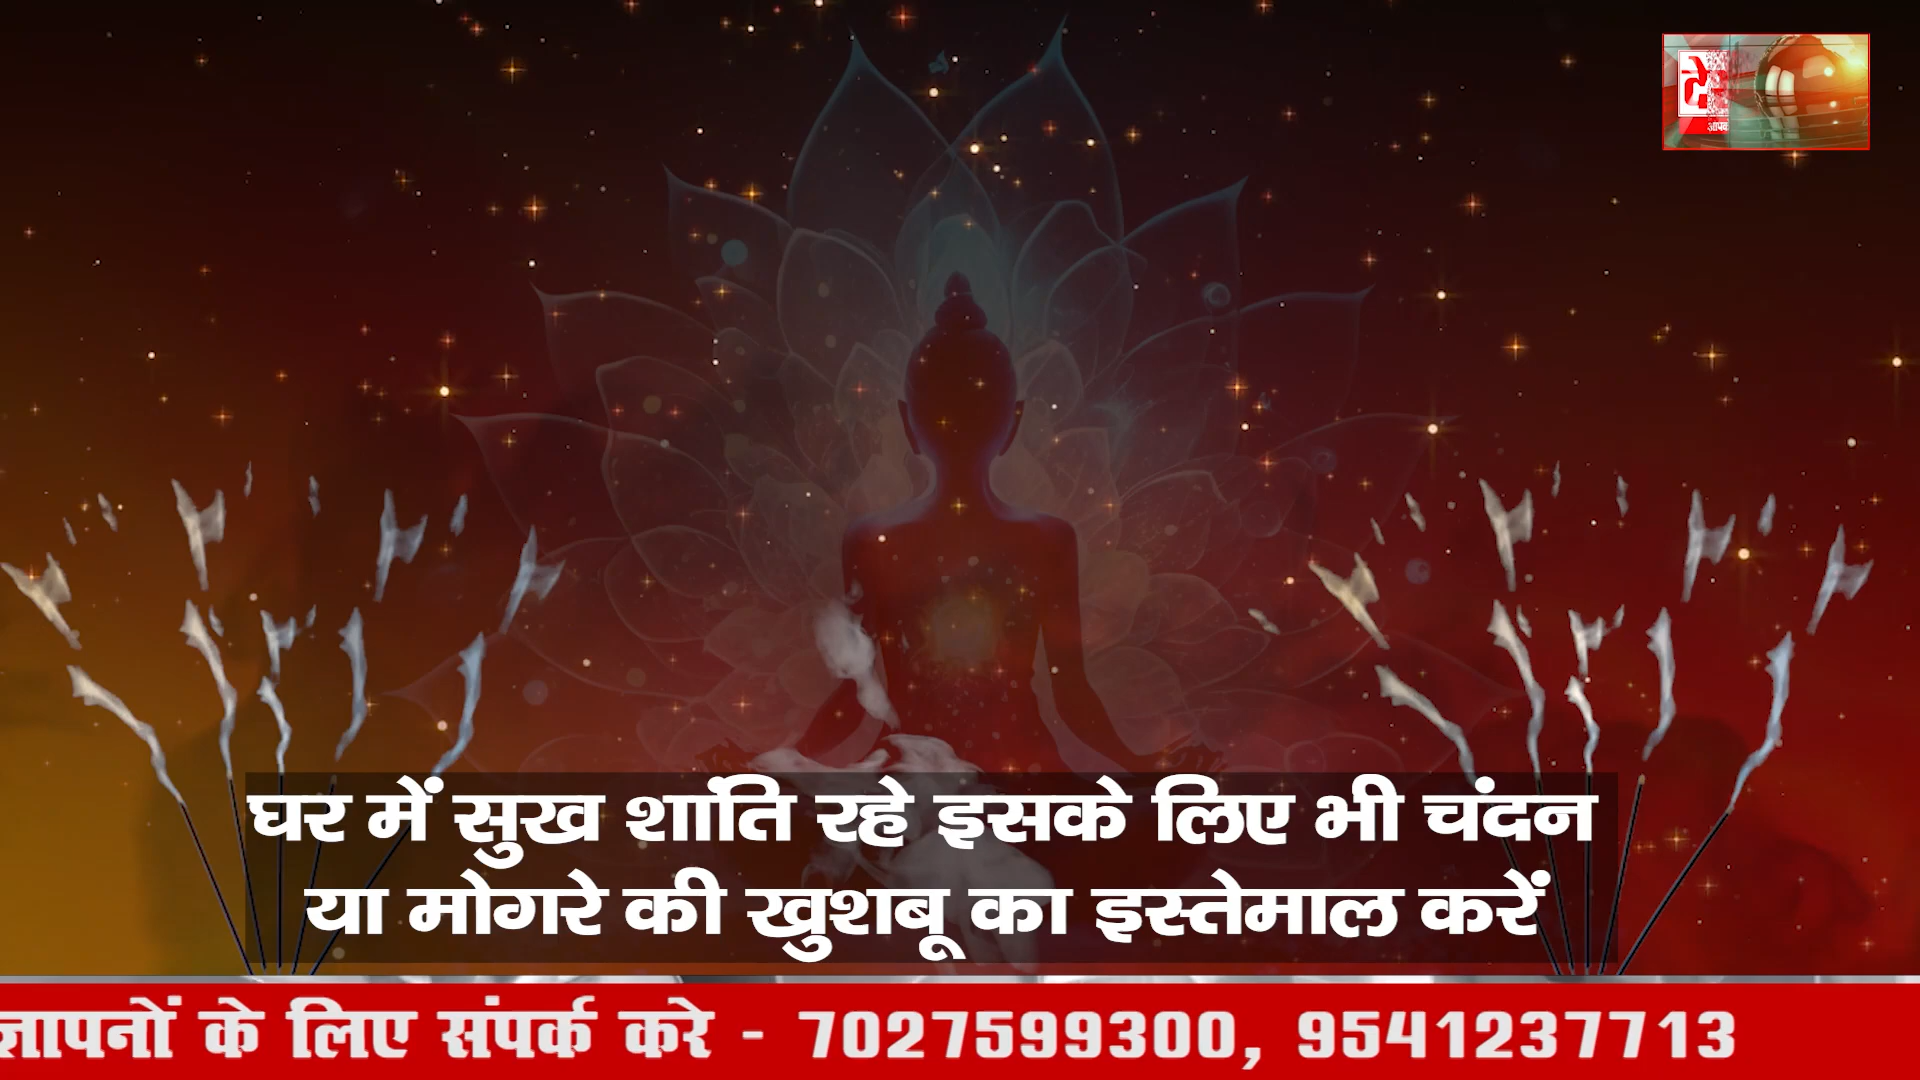 घर में सुख शांति रहे इसके लिए भी चंदन
या मोगरे की खुशबू का इस्तेमाल करें
ज्ञापनों के लिए संपर्क करे - 7027599300, 9541237713